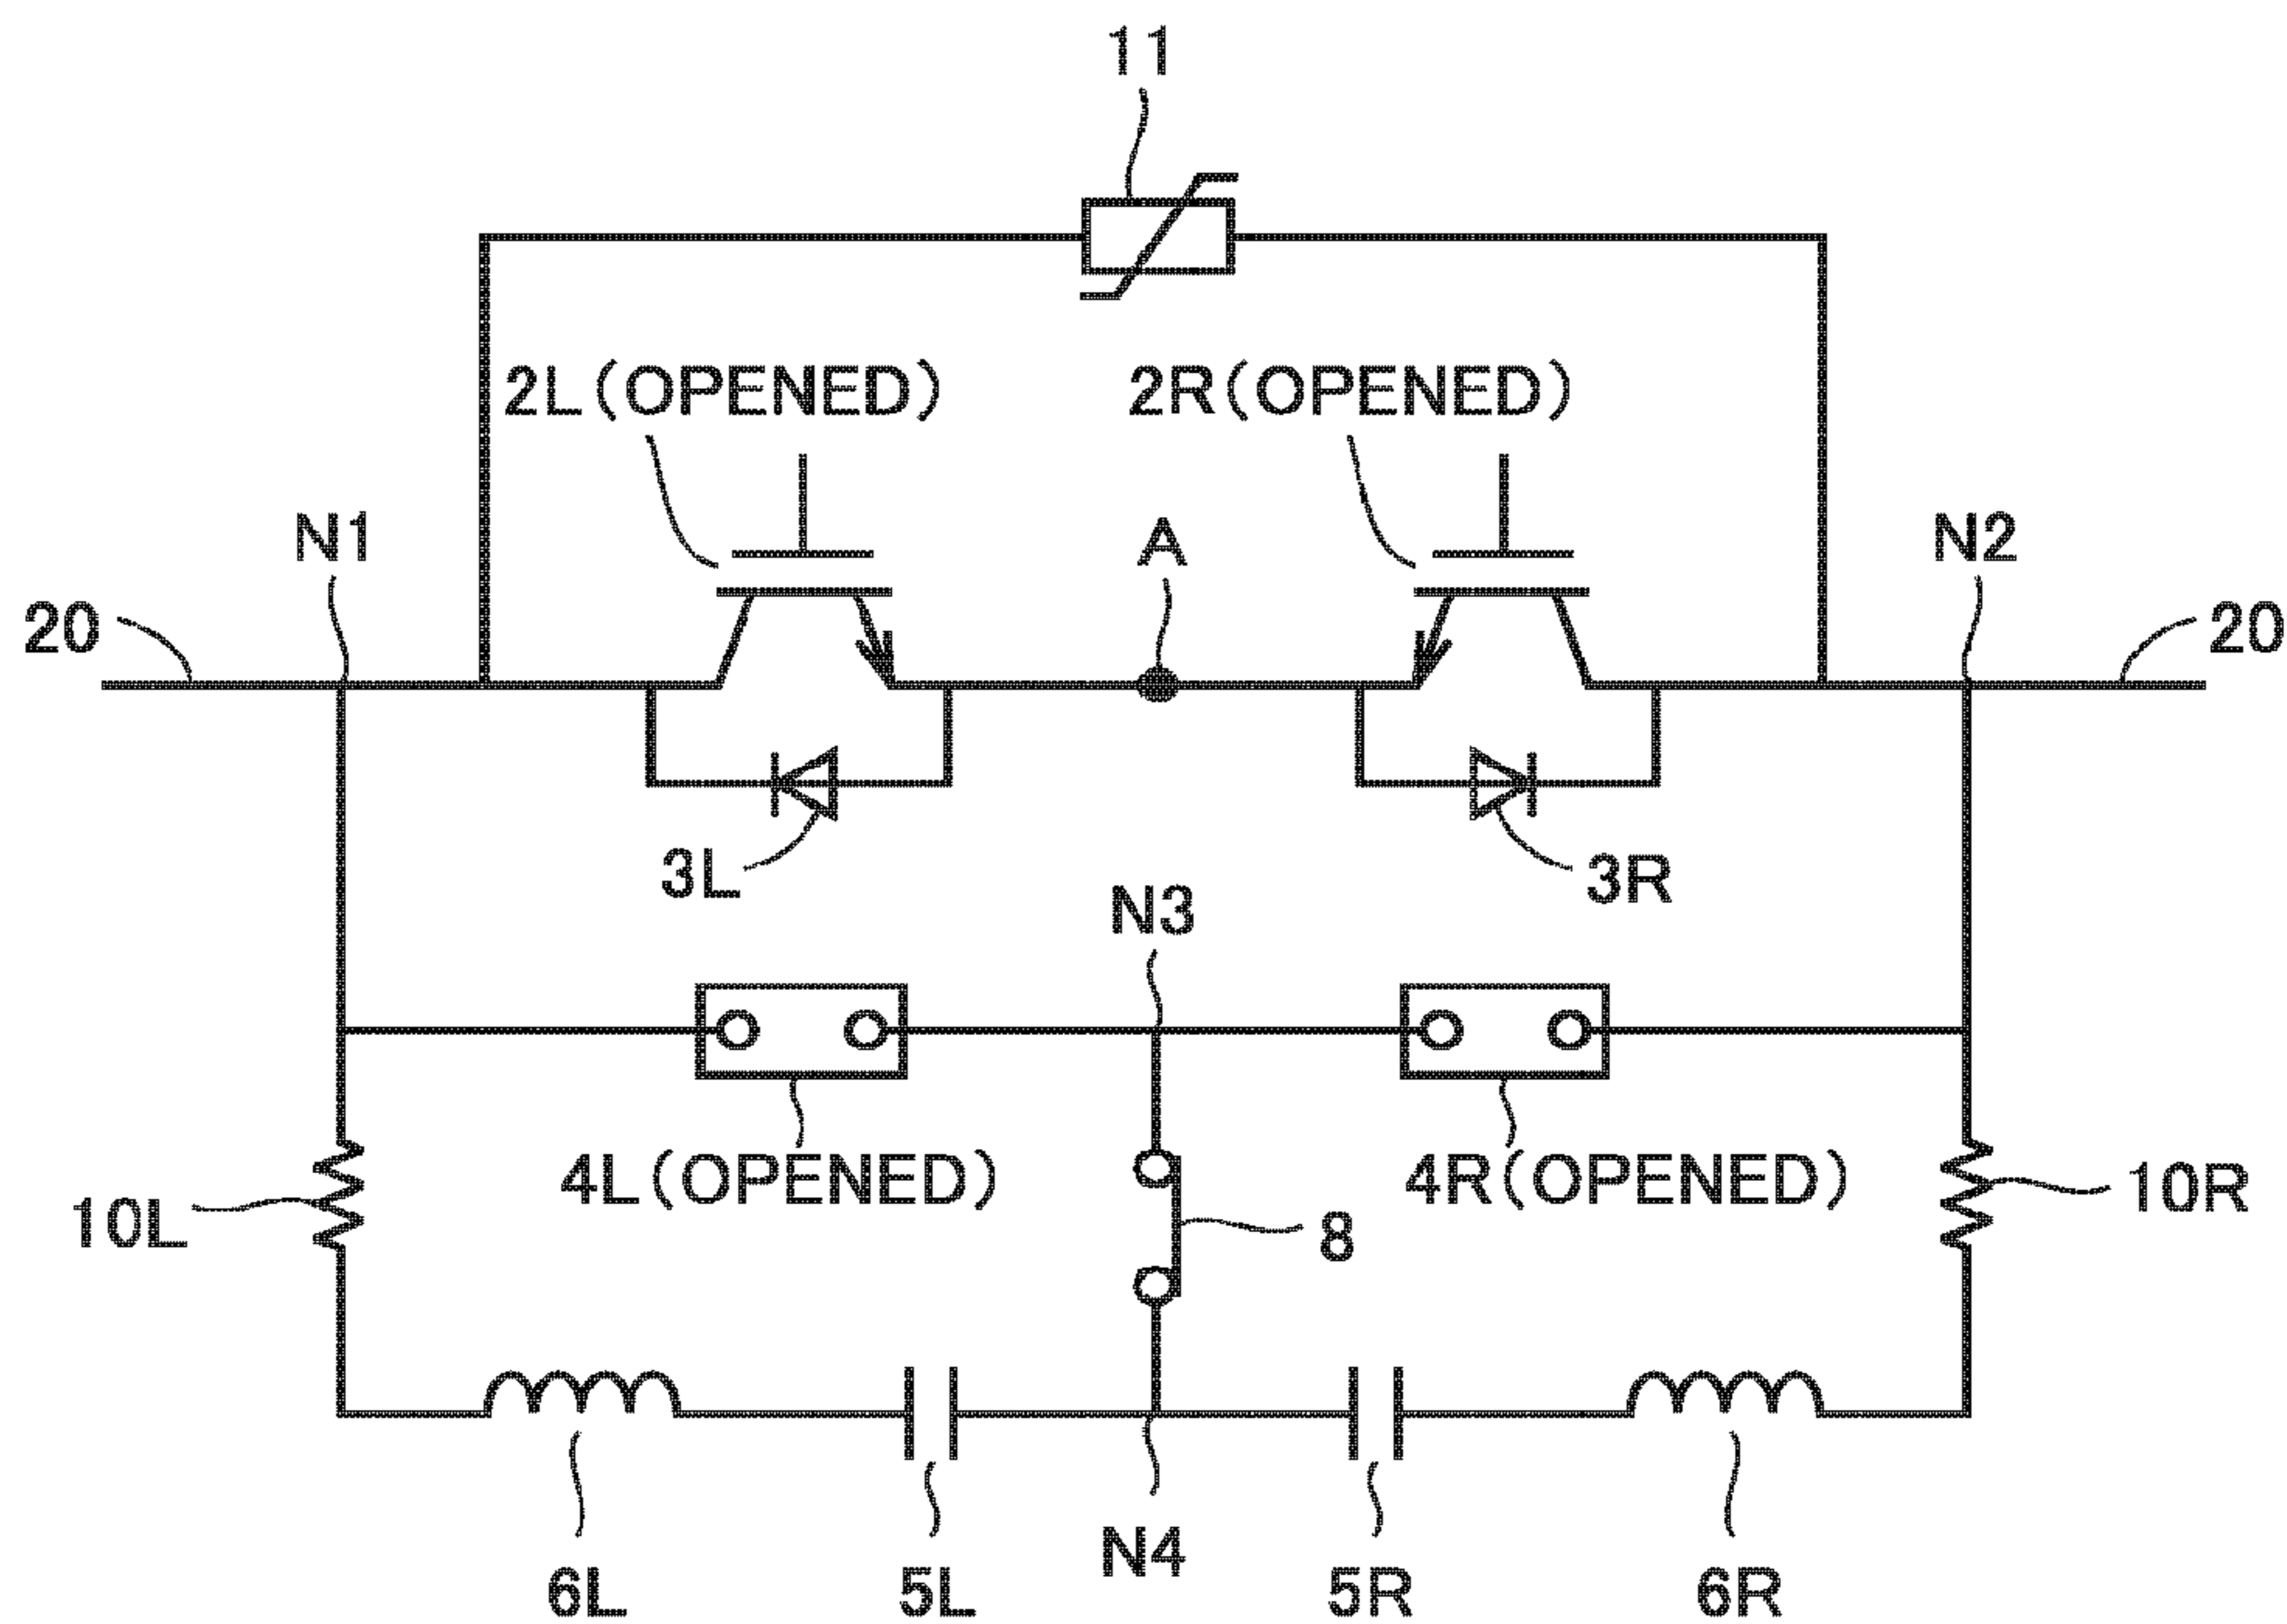 11
2L(OPENED)
2R(OPENED)
N1
A
N2
20
20
3L
3R
N3
4L(OPENED)
4R(OPENED)
10L
8
10R
6L
5L
N4
5R
6R